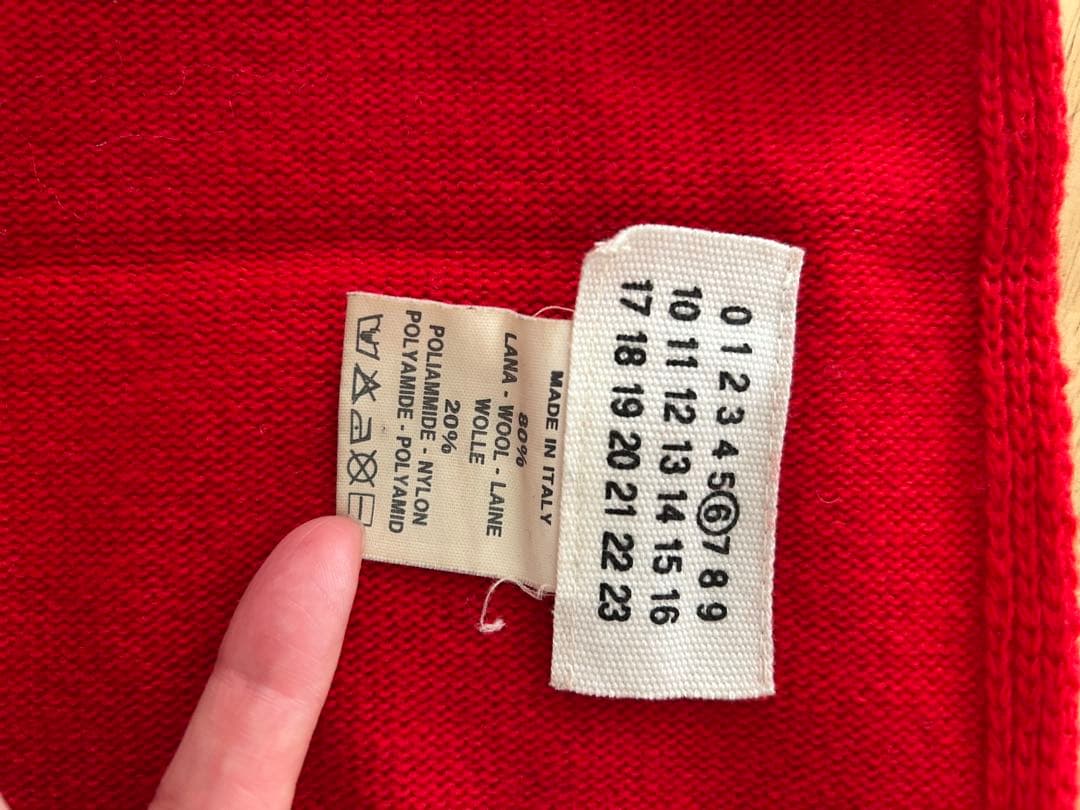 0 1 2 3 4 5 6 7 8 9
10 11 12 13 14 15 16
17 18 19 20 21 22 23
MADE IN ITALY
80%
LANA - WOOL - LAINE
WOLLE
20%
POLIAMMIDE - NYLON
POLYAMIDE - POLYAMID